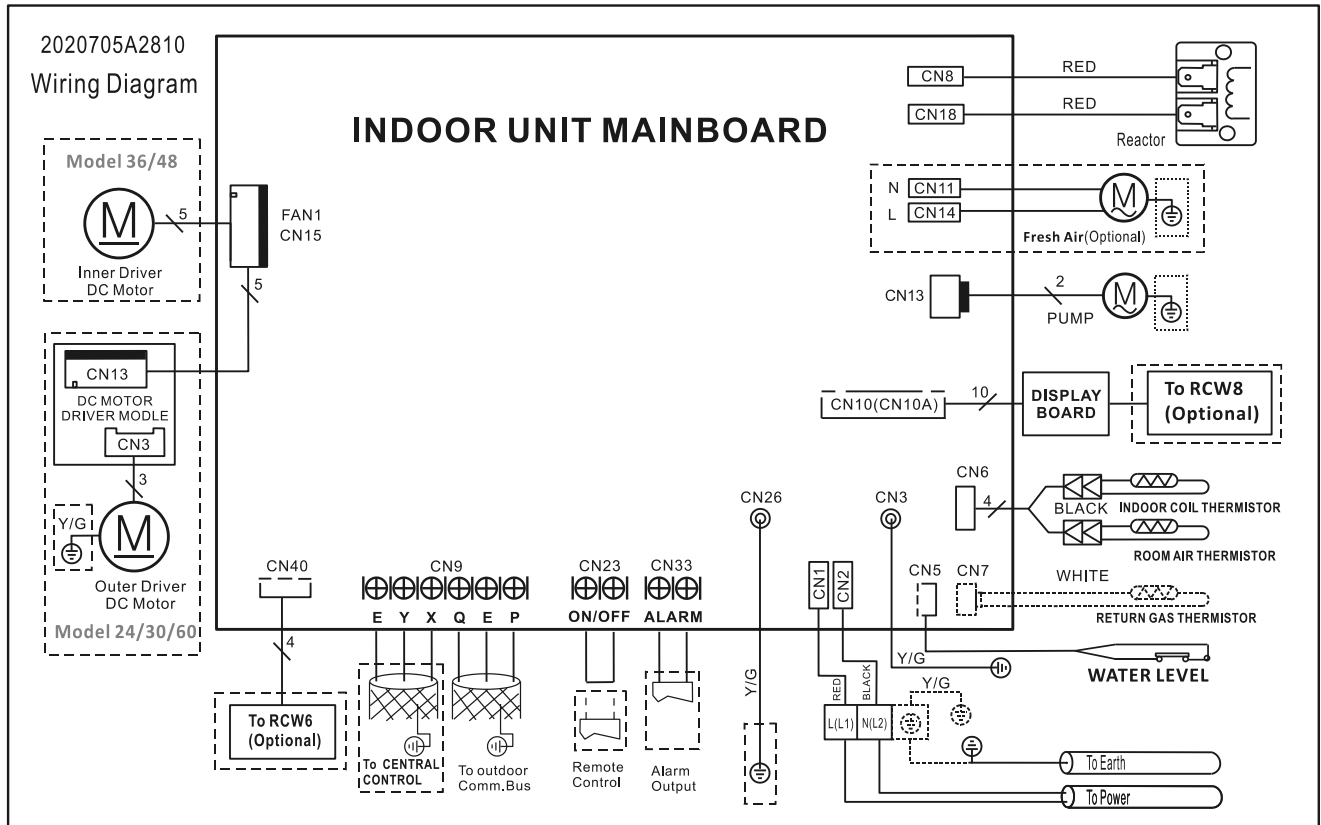 2020705A2810
Wiring Diagram
INDOOR UNIT MAINBOARD
Model 36/48
M
Inner Driver
DC Motor
5
FAN1
CN15
5
CN13
DC MOTOR
DRIVER MODLE
CN3
3
Y/G
M
Outer Driver
DC Motor
Model 24/30/60
CN8
RED
CN18
RED
Reactor
N CN11
L CN14
M
Fresh Air(Optional)
CN13
2
PUMP
M
CN10(CN10A)
10
DISPLAY
BOARD
To RCW8
(Optional)
CN6
4
BLACK
INDOOR COIL THERMISTOR
ROOM AIR THERMISTOR
CN5
CN7
WHITE
RETURN GAS THERMISTOR
WATER LEVEL
CN40
4
To RCW6
(Optional)
CN9
E Y X Q E P
To CENTRAL
CONTROL
To outdoor
Comm.Bus
CN23
ON/OFF
Remote
Control
CN33
ALARM
Alarm
Output
CN26
Y/G
CN3
Y/G
CN1
CN2
RED
BLACK
L(L1)
N(L2)
Y/G
To Earth
To Power